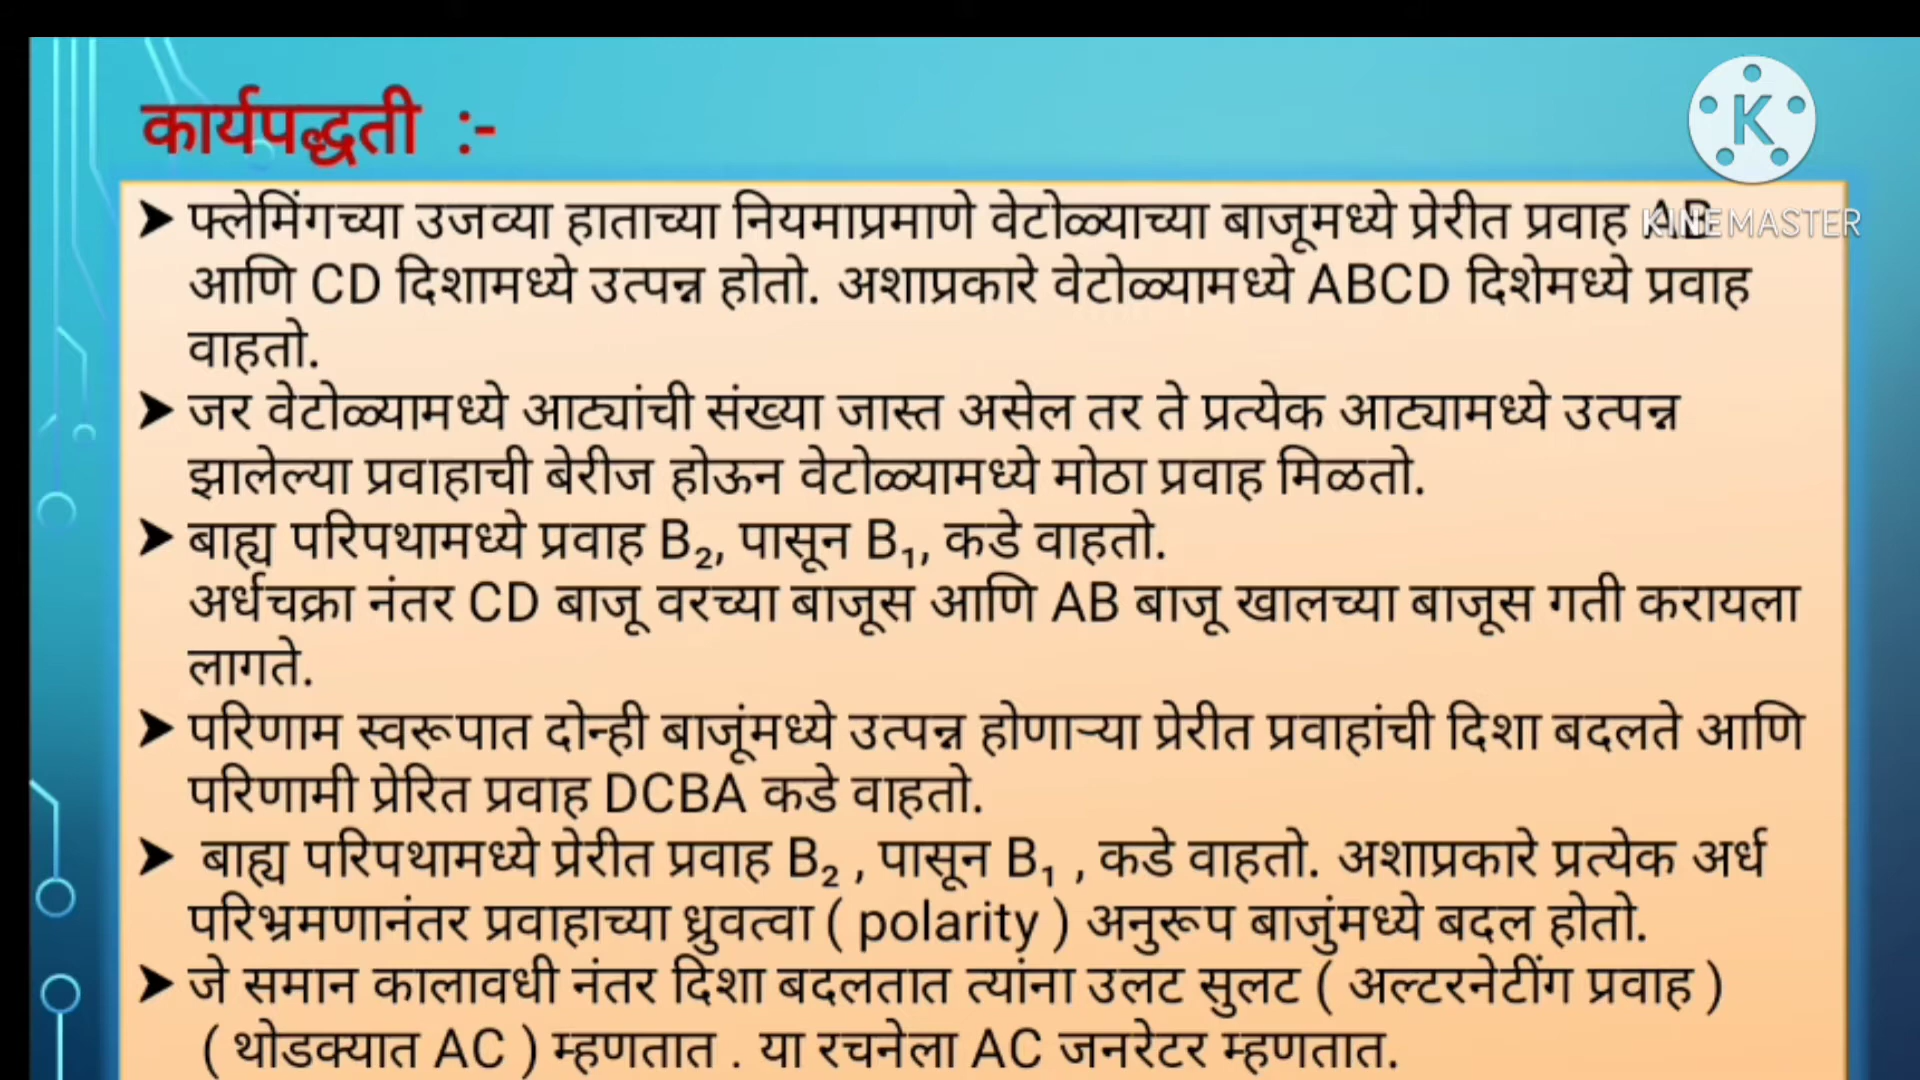 कार्यपद्धती :-
K
KINEMASTER
➤ फ्लेमिंगच्या उजव्या हाताच्या नियमाप्रमाणे वेटोळ्याच्या बाजूमध्ये प्रेरीत प्रवाह AB
आणि CD दिशामध्ये उत्पन्न होतो. अशाप्रकारे वेटोळ्यामध्ये ABCD दिशेमध्ये प्रवाह
वाहतो.
➤ जर वेटोळ्यामध्ये आट्यांची संख्या जास्त असेल तर ते प्रत्येक आट्यामध्ये उत्पन्न
झालेल्या प्रवाहाची बेरीज होऊन वेटोळ्यामध्ये मोठा प्रवाह मिळतो.
➤ बाह्य परिपथामध्ये प्रवाह B₂, पासून B₁, कडे वाहतो.
अर्धचक्रा नंतर CD बाजू वरच्या बाजूस आणि AB बाजू खालच्या बाजूस गती करायला
लागते.
➤ परिणाम स्वरूपात दोन्ही बाजूंमध्ये उत्पन्न होणाऱ्या प्रेरीत प्रवाहांची दिशा बदलते आणि
परिणामी प्रेरित प्रवाह DCBA कडे वाहतो.
➤ बाह्य परिपथामध्ये प्रेरीत प्रवाह B₂ , पासून B₁ , कडे वाहतो. अशाप्रकारे प्रत्येक अर्ध
परिभ्रमणानंतर प्रवाहाच्या ध्रुवत्वा ( polarity ) अनुरूप बाजुंमध्ये बदल होतो.
➤ जे समान कालावधी नंतर दिशा बदलतात त्यांना उलट सुलट ( अल्टरनेटींग प्रवाह )
( थोडक्यात AC ) म्हणतात . या रचनेला AC जनरेटर म्हणतात.